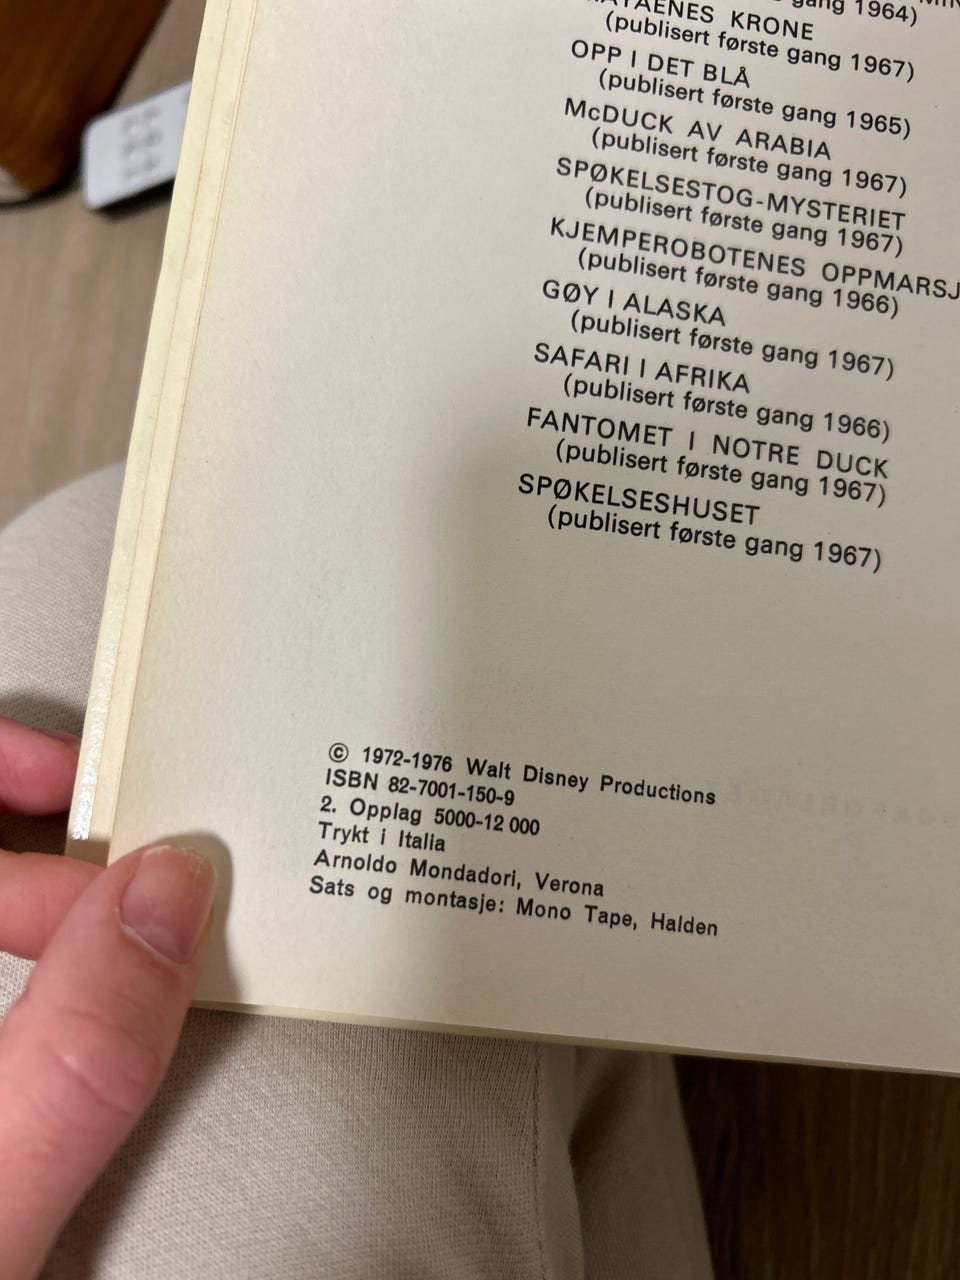 gang 1964)
KRONE
(publisert første gang 1967)
OPP I DET BLÅ
(publisert første gang 1965)
McDUCK AV ARABIA
(publisert første gang 1967)
SPØKELSESTOG-MYSTERIET
(publisert første gang 1967)
KJEMPEROBOTENES OPPMARSJ
(publisert første gang 1966)
GØY I ALASKA
(publisert første gang 1967)
SAFARI I AFRIKA
(publisert første gang 1966)
FANTOMET I NOTRE DUCK
(publisert første gang 1967)
SPØKELSESHUSET
(publisert første gang 1967)
© 1972-1976 Walt Disney Productions
ISBN 82-7001-150-9
2. Opplag 5000-12 000
Trykt i Italia
Arnoldo Mondadori, Verona
Sats og montasje: Mono Tape, Halden